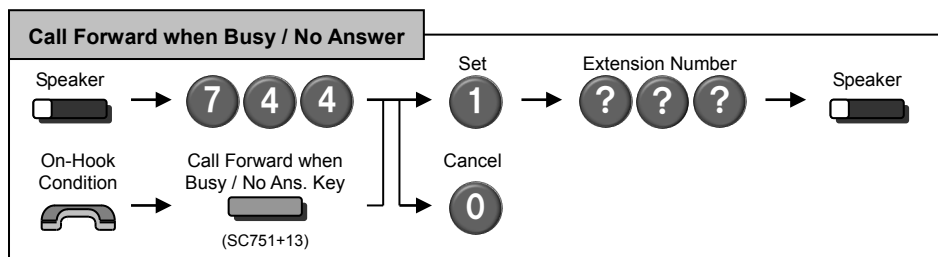 Call Forward when Busy / No Answer
Speaker
7 4 4
Set
1
Extension Number
? ? ?
Speaker
On-Hook
Condition
Call Forward when
Busy / No Ans. Key
(SC751+13)
Cancel
0